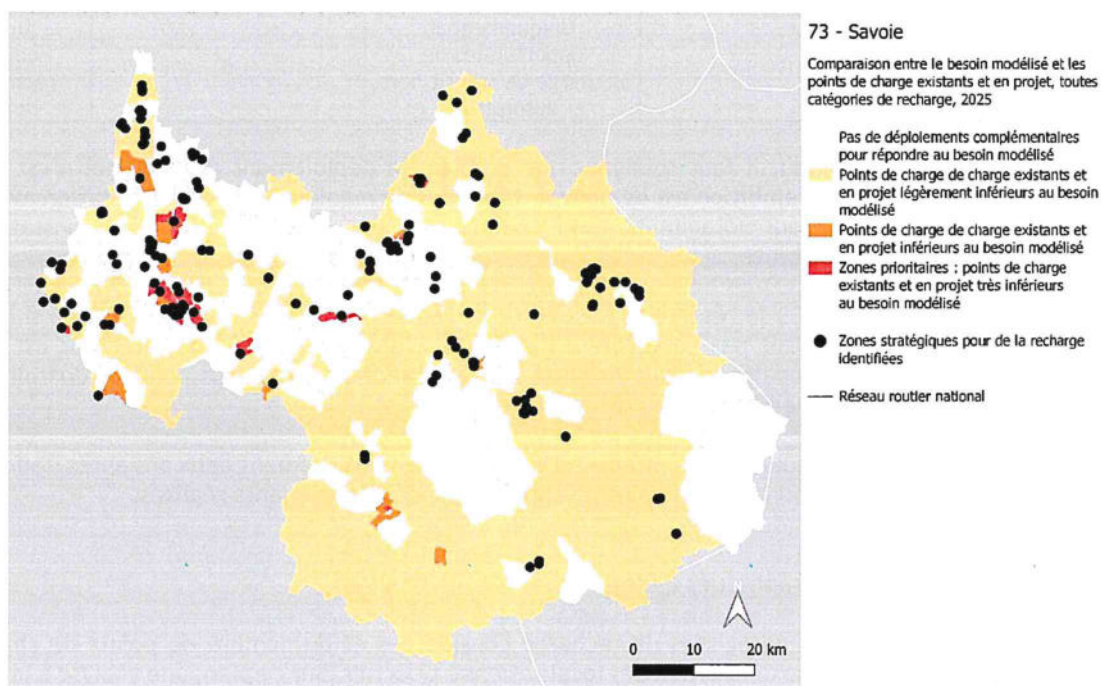 73 - Savoie
Comparaison entre le besoin modélisé et les
points de charge existants et en projet, toutes
catégories de recharge, 2025
Pas de déploiements complémentaires
pour répondre au besoin modélisé
Points de charge de charge existants et
en projet légèrement inférieurs au besoin
modélisé
Points de charge de charge existants et
en projet inférieurs au besoin modélisé
Zones prioritaires : points de charge
existants et en projet très inférieurs
au besoin modélisé
Zones stratégiques pour de la recharge
identifiées
Réseau routier national
0 10 20 km